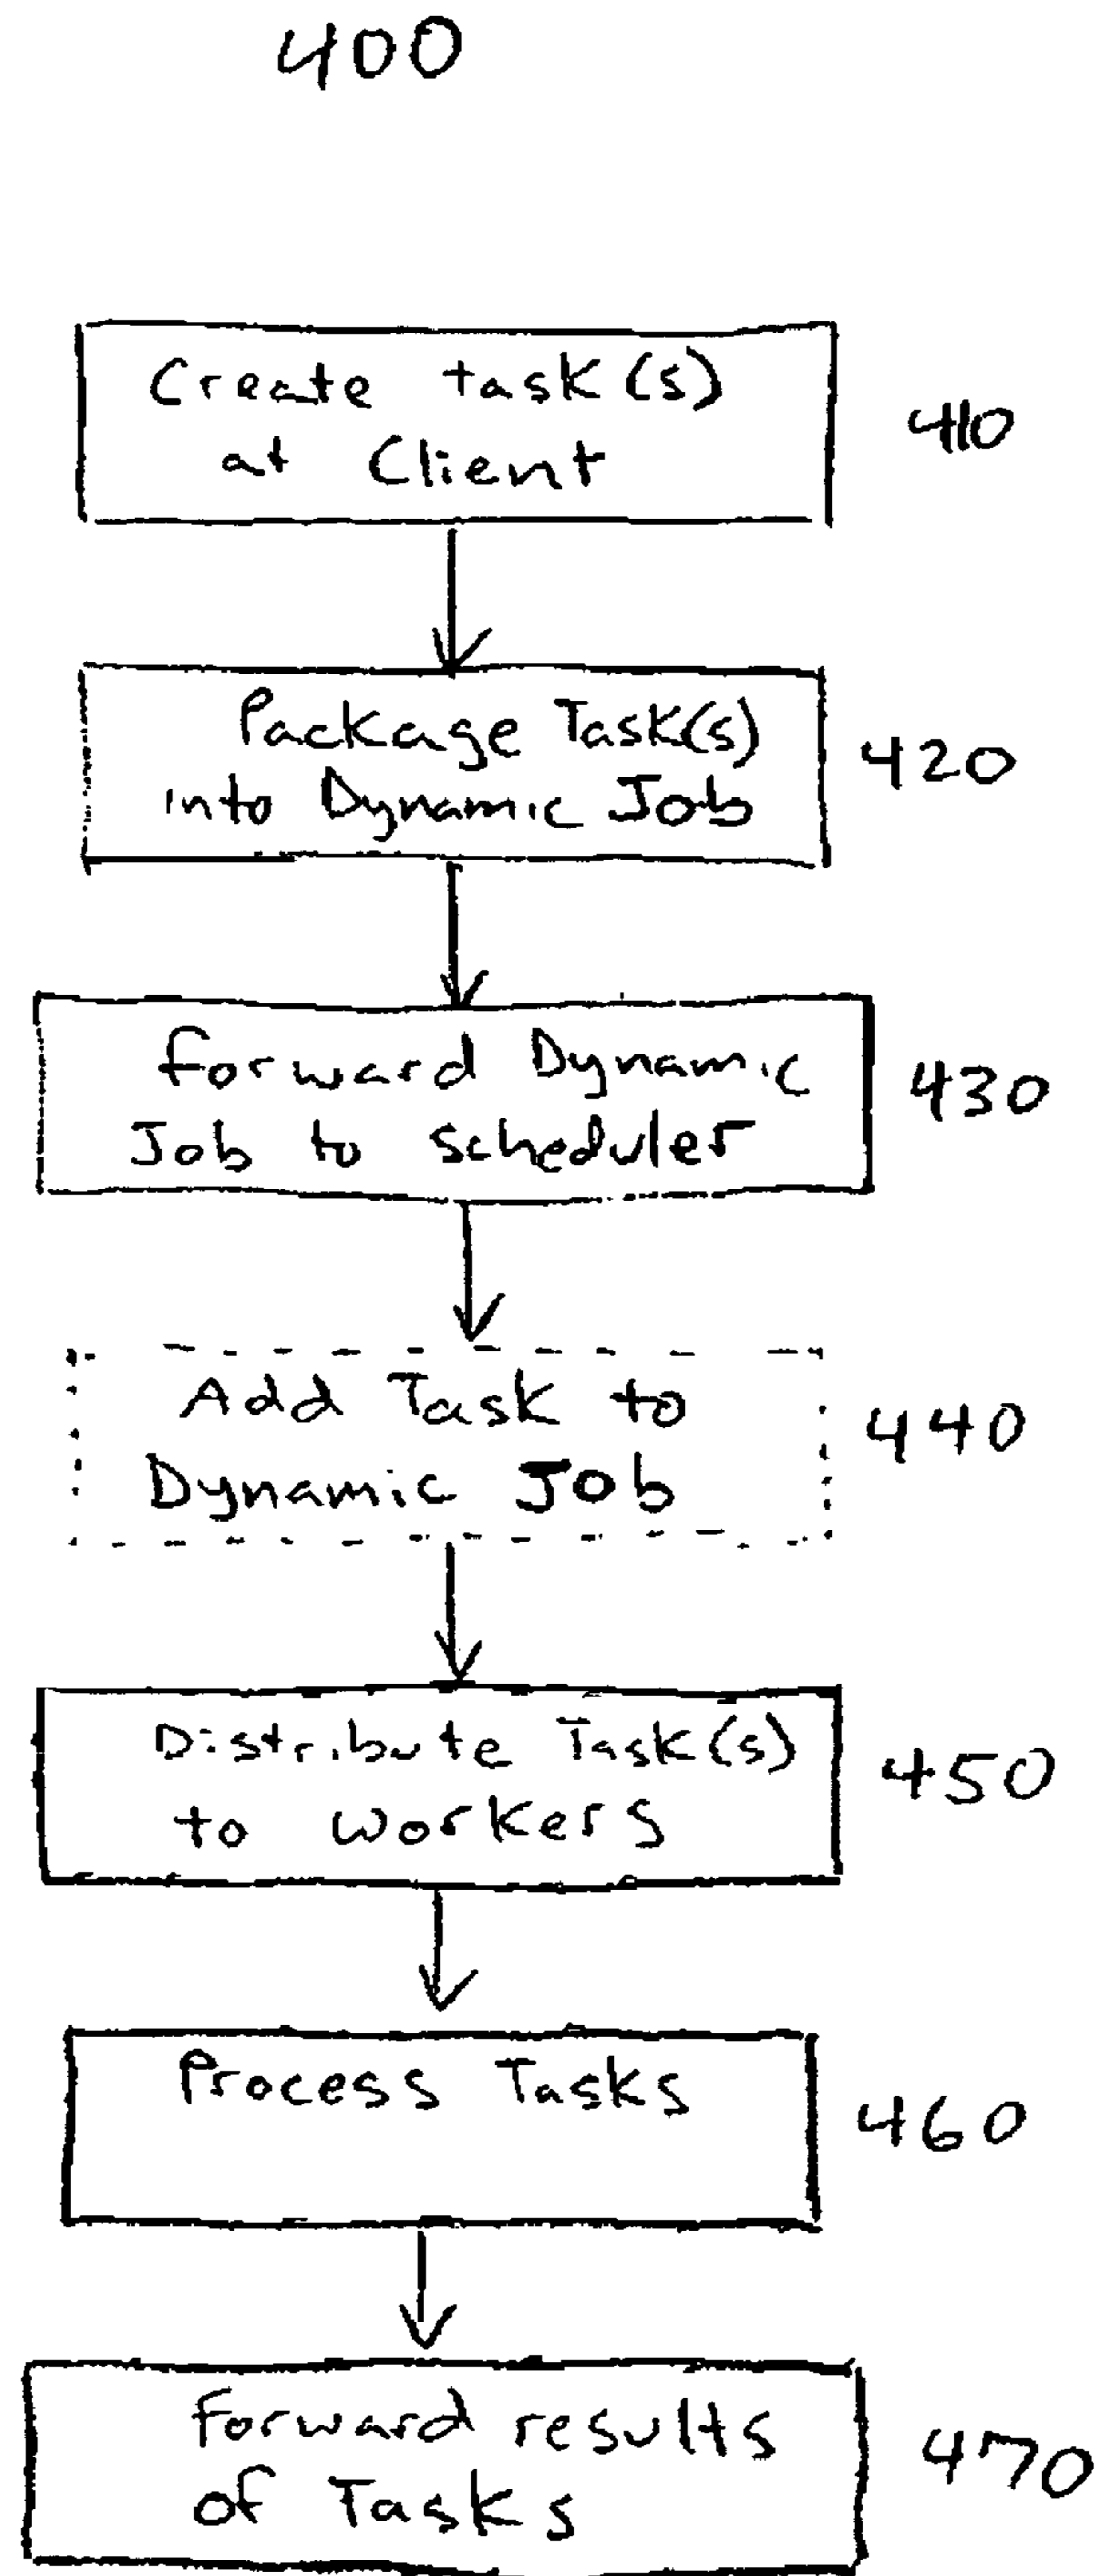 400
Create task(s)
at Client
410
Package Task(s)
into Dynamic Job
420
forward Dynamic
Job to scheduler
430
Add Task to
Dynamic Job
440
Distribute Task(s)
to workers
450
Process Tasks
460
forward results
of Tasks
470